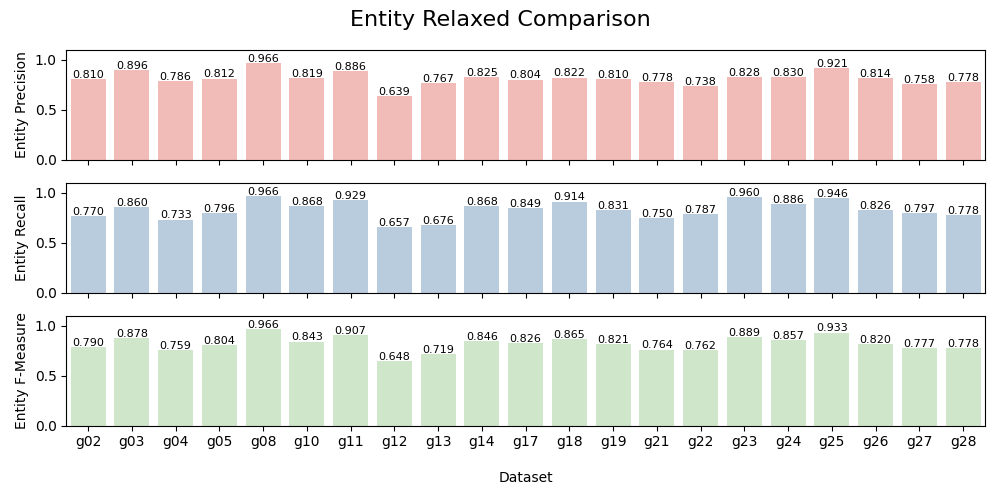 Entity Relaxed Comparison
Entity Precision
1.0
0.5
0.0
0.810 0.896 0.786 0.812 0.966 0.819 0.886 0.639 0.767 0.825 0.804 0.822 0.810 0.778 0.738 0.828 0.830 0.921 0.814 0.758 0.778
Entity Recall
1.0
0.5
0.0
0.770 0.860 0.733 0.796 0.966 0.868 0.929 0.657 0.676 0.868 0.849 0.914 0.831 0.750 0.787 0.960 0.886 0.946 0.826 0.797 0.778
Entity F-Measure
1.0
0.5
0.0
0.790 0.878 0.759 0.804 0.966 0.843 0.907 0.648 0.719 0.846 0.826 0.865 0.821 0.764 0.762 0.889 0.857 0.933 0.820 0.777 0.778
g02 g03 g04 g05 g08 g10 g11 g12 g13 g14 g17 g18 g19 g21 g22 g23 g24 g25 g26 g27 g28
Dataset